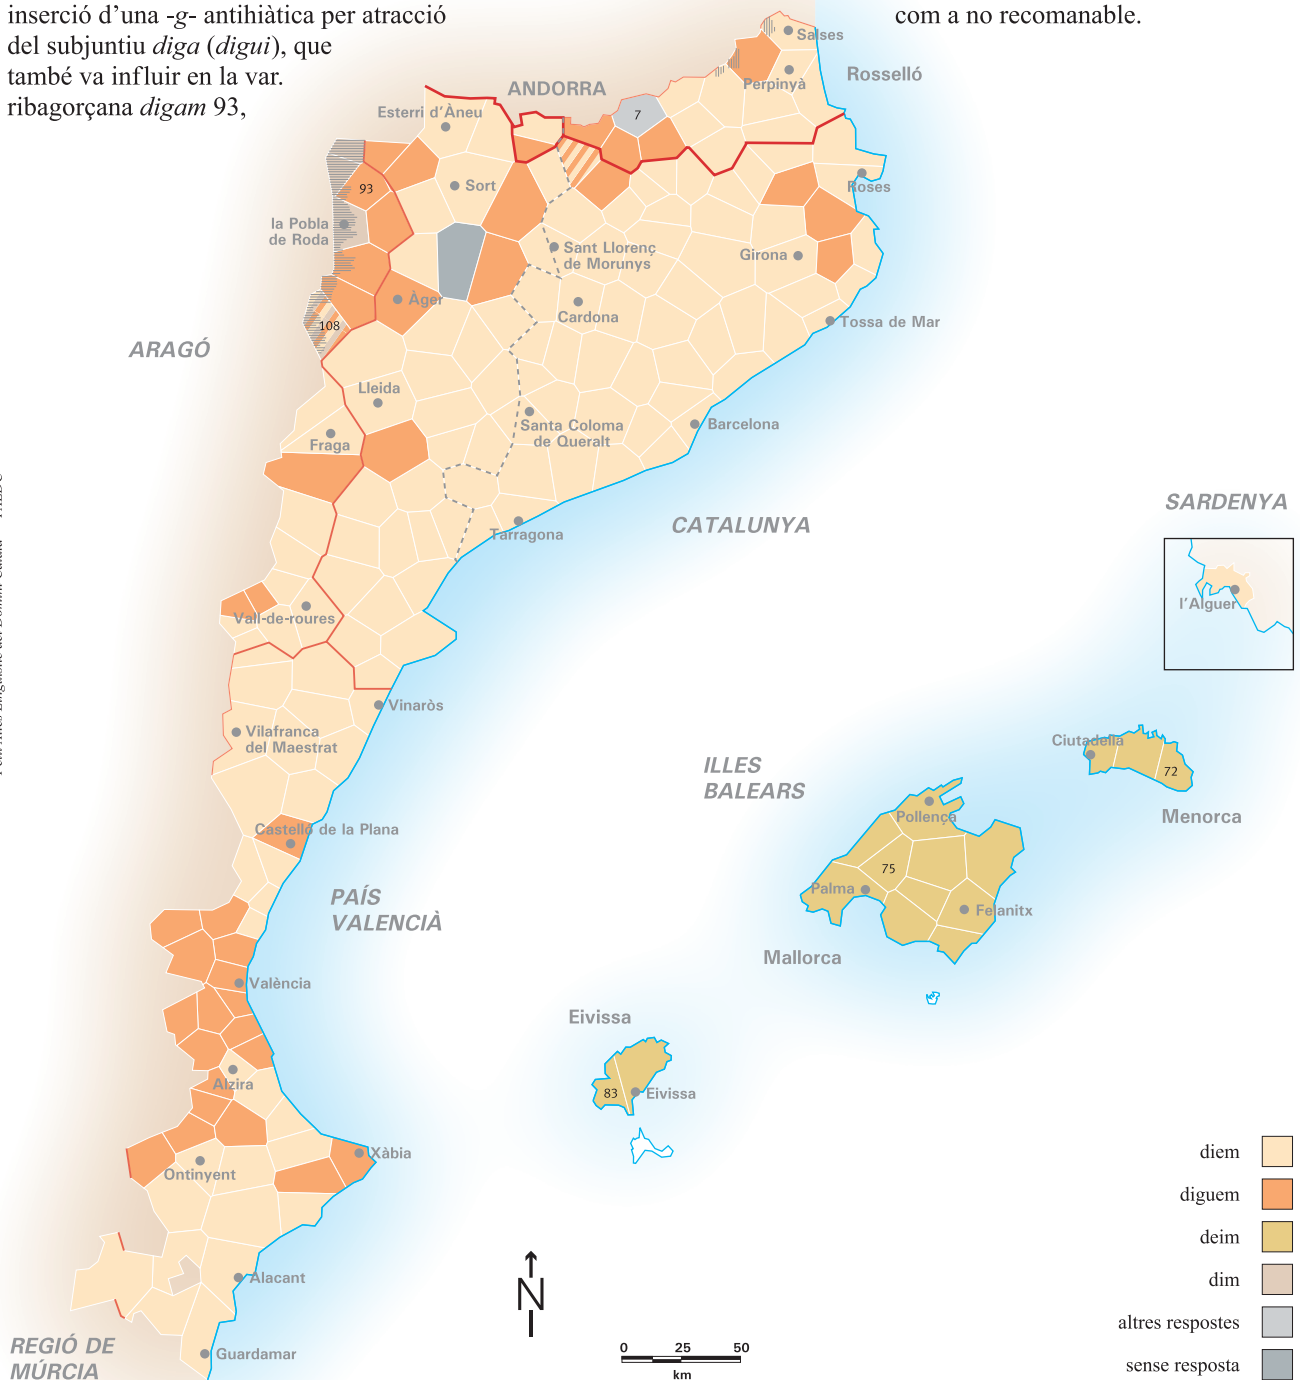 inserció d’una -g- antihiàtica per atracció
del subjuntiu diga (digui), que
també va influir en la var.
ribagorçana digam 93,
com a no recomanable.
Salses
Rosselló
Perpinyà
ANDORRA
Esterri d’Àneu
7
93
Sort
Roses
la Pobla
de Roda
Sant Llorenç
de Morunys
Girona
Àger
Cardona
108
Tossa de Mar
ARAGÓ
Lleida
Santa Coloma
de Queralt
Barcelona
Fraga
Tarragona
CATALUNYA
SARDENYA
l’Alguer
Vall-de-roures
Vinaròs
Vilafranca
del Maestrat
Ciutadella
72
Menorca
ILLES
BALEARS
Pollença
Castelló de la Plana
75
Palma
Felanitx
Mallorca
PAÍS
VALENCIÀ
València
Eivissa
Alzira
83
Eivissa
Xàbia
Ontinyent
Alacant
Guardamar
REGIÓ DE
MÚRCIA
N
0 25 50
km
diem
diguem
deim
dim
altres respostes
sense resposta